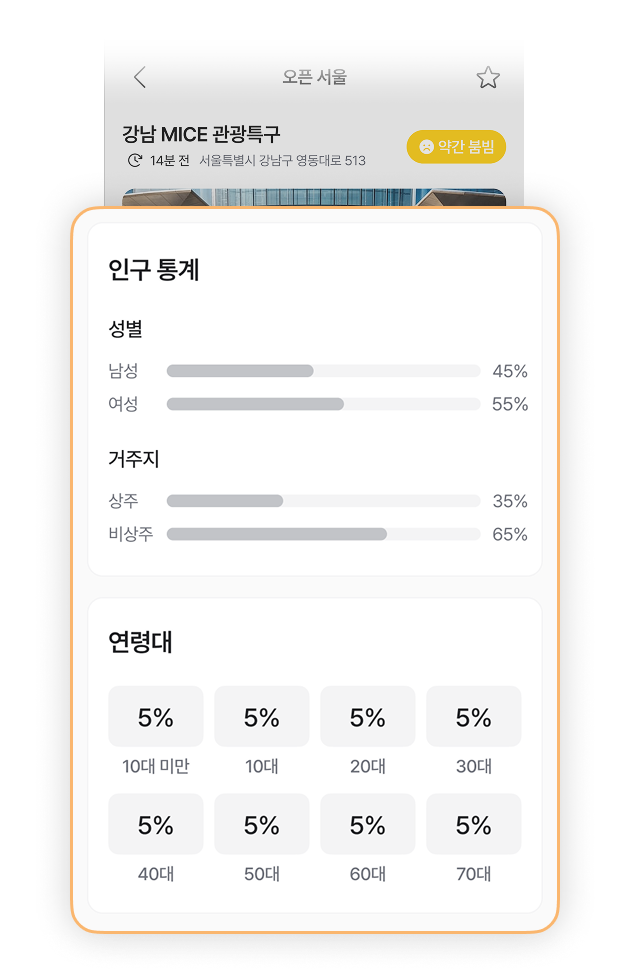 오픈 서울
강남 MICE 관광특구
약간 붐빔
14분 전 서울특별시 강남구 영동대로 513
인구 통계
성별
남성 45%
여성 55%
거주지
상주 35%
비상주 65%
연령대
5% 5% 5% 5%
10대 미만 10대 20대 30대
5% 5% 5% 5%
40대 50대 60대 70대